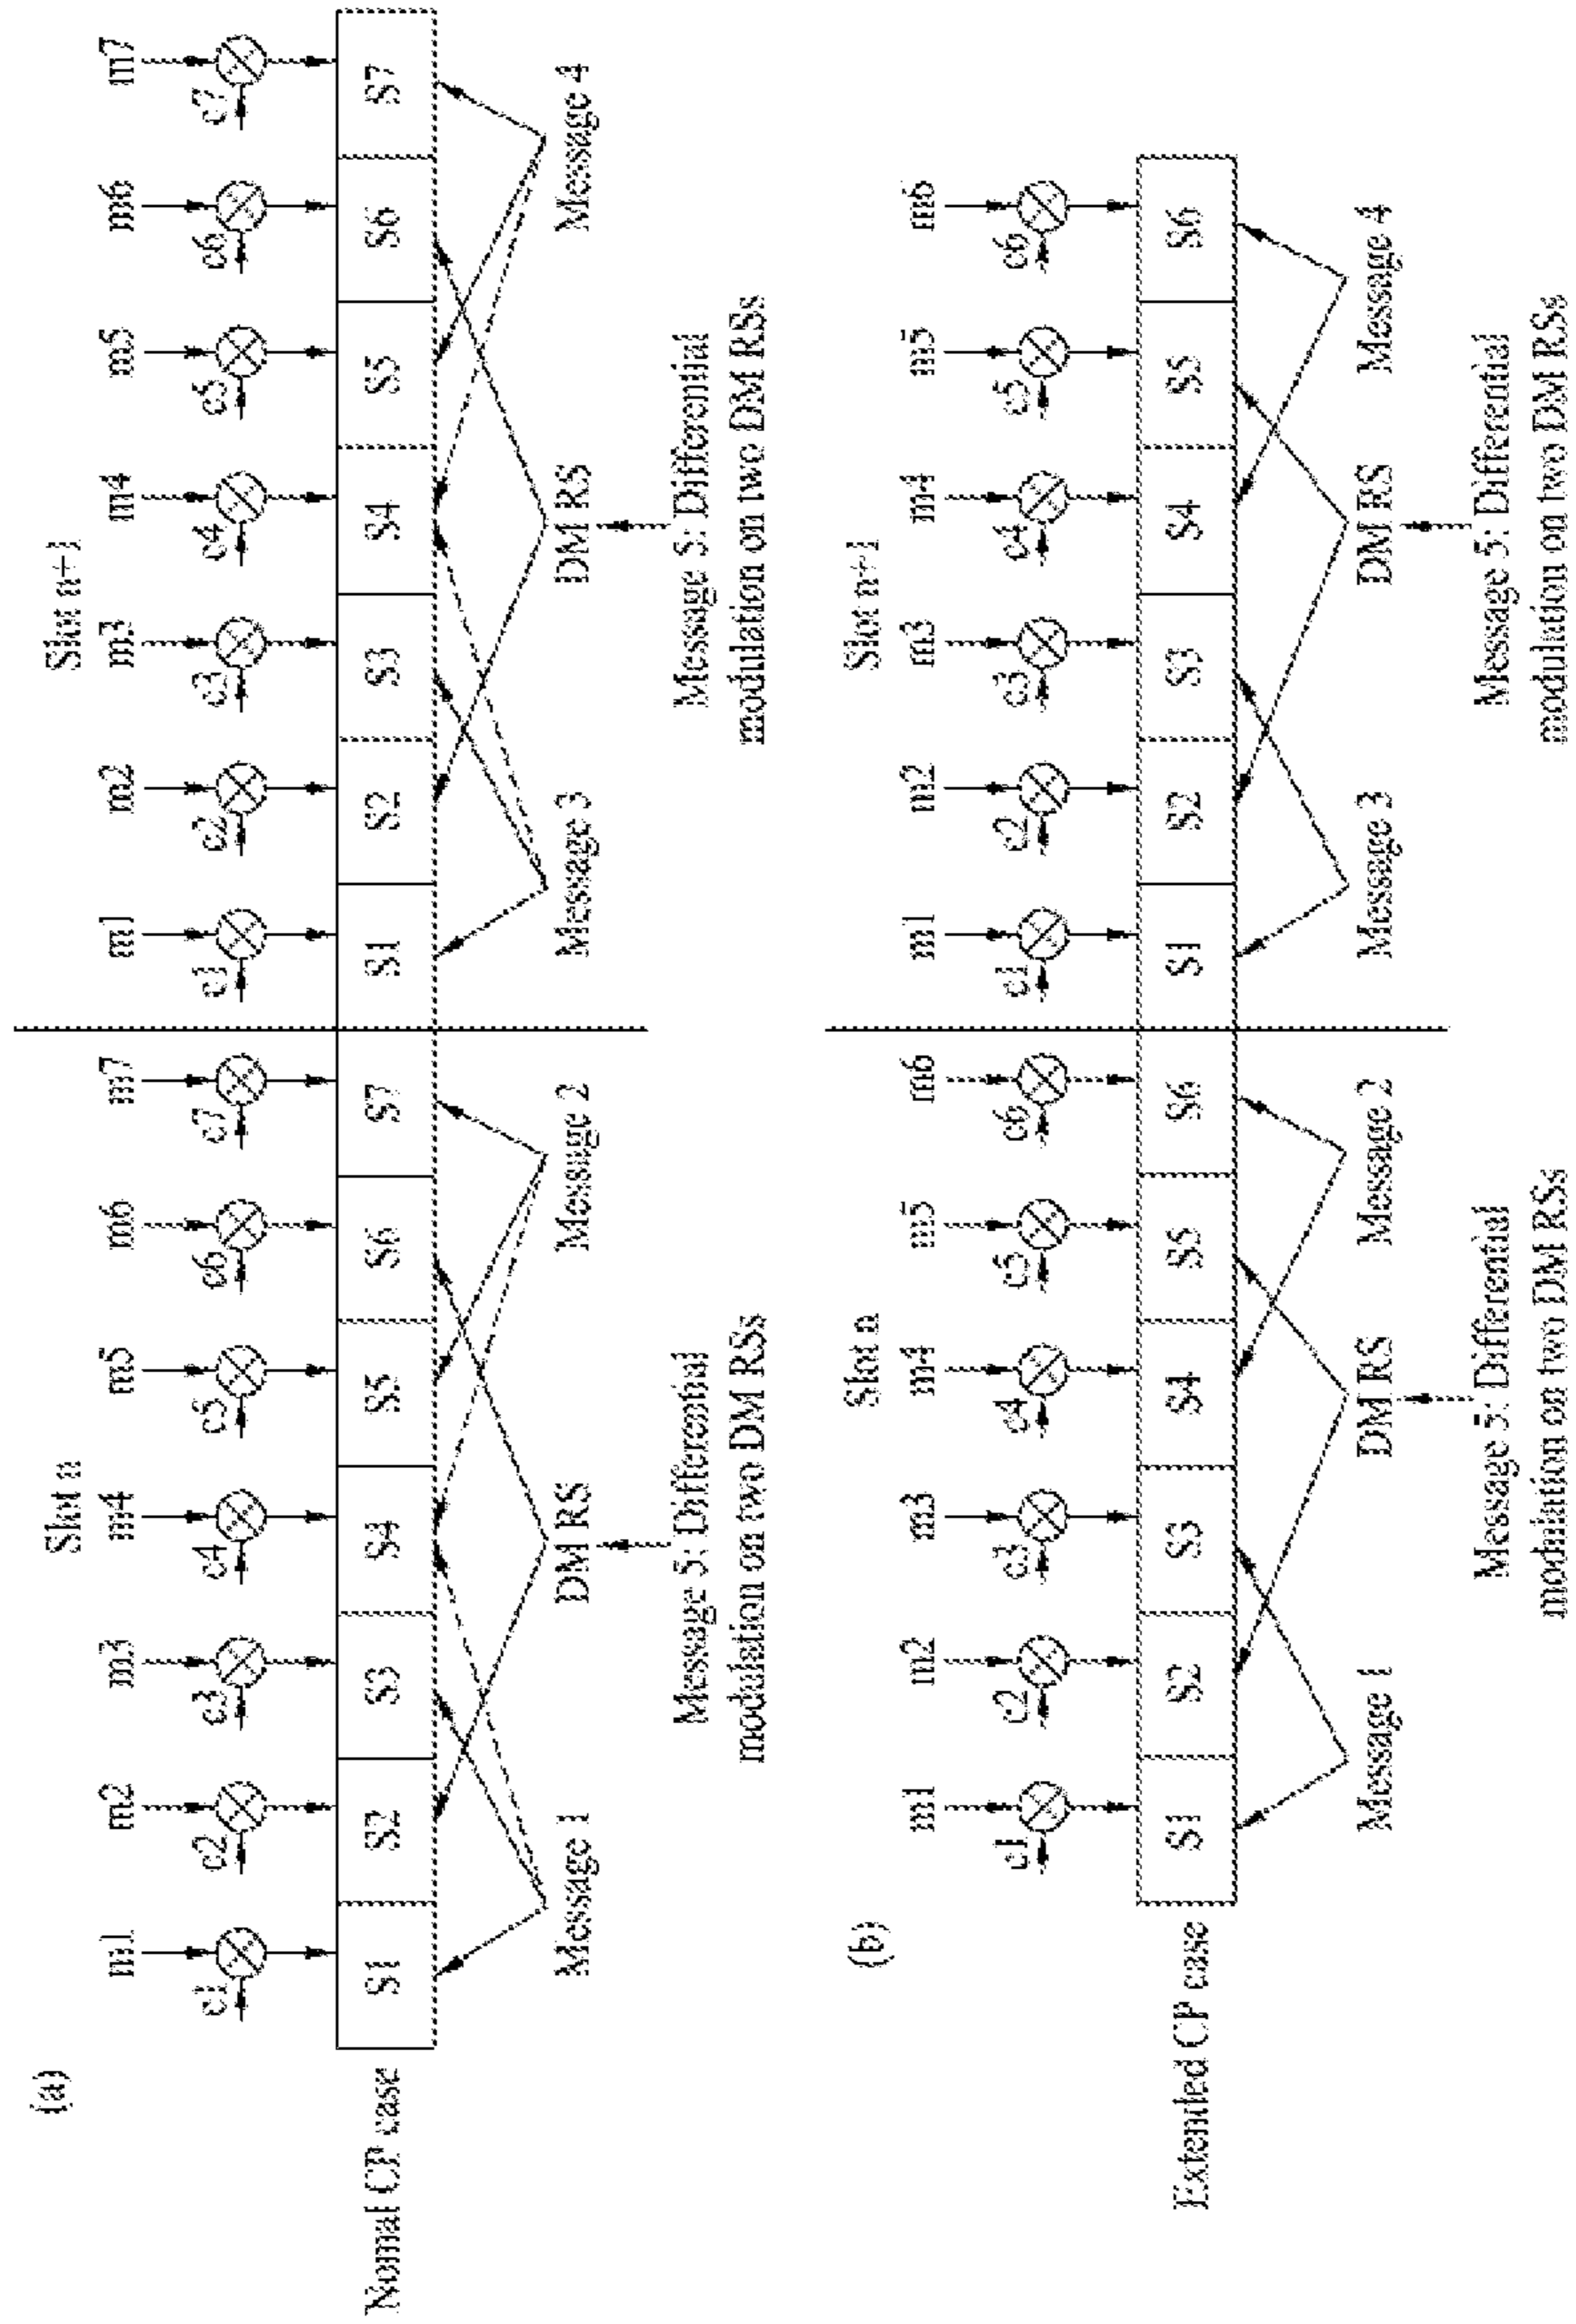 (a)
Slot n
Slot n+1
m1 m2 m3 m4 m5 m6 m7 m1 m2 m3 m4 m5 m6 m7
c1 c2 c3 c4 c5 c6 c7 c1 c2 c3 c4 c5 c6 c7
Nomal CP case
S1 S2 S3 S4 S5 S6 S7 S1 S2 S3 S4 S5 S6 S7
Message 1 DM RS Message 2 Message 3 DM RS Message 4
Message 5: Differential
modulation on two DM RSs
Message 5: Differential
modulation on two DM RSs
(b)
Slot n
Slot n+1
m1 m2 m3 m4 m5 m6 m1 m2 m3 m4 m5 m6
c1 c2 c3 c4 c5 c6 c1 c2 c3 c4 c5 c6
Extended CP case
S1 S2 S3 S4 S5 S6 S1 S2 S3 S4 S5 S6
Message 1 DM RS Message 2 Message 3 DM RS Message 4
Message 5: Differential
modulation on two DM RSs
Message 5: Differential
modulation on two DM RSs